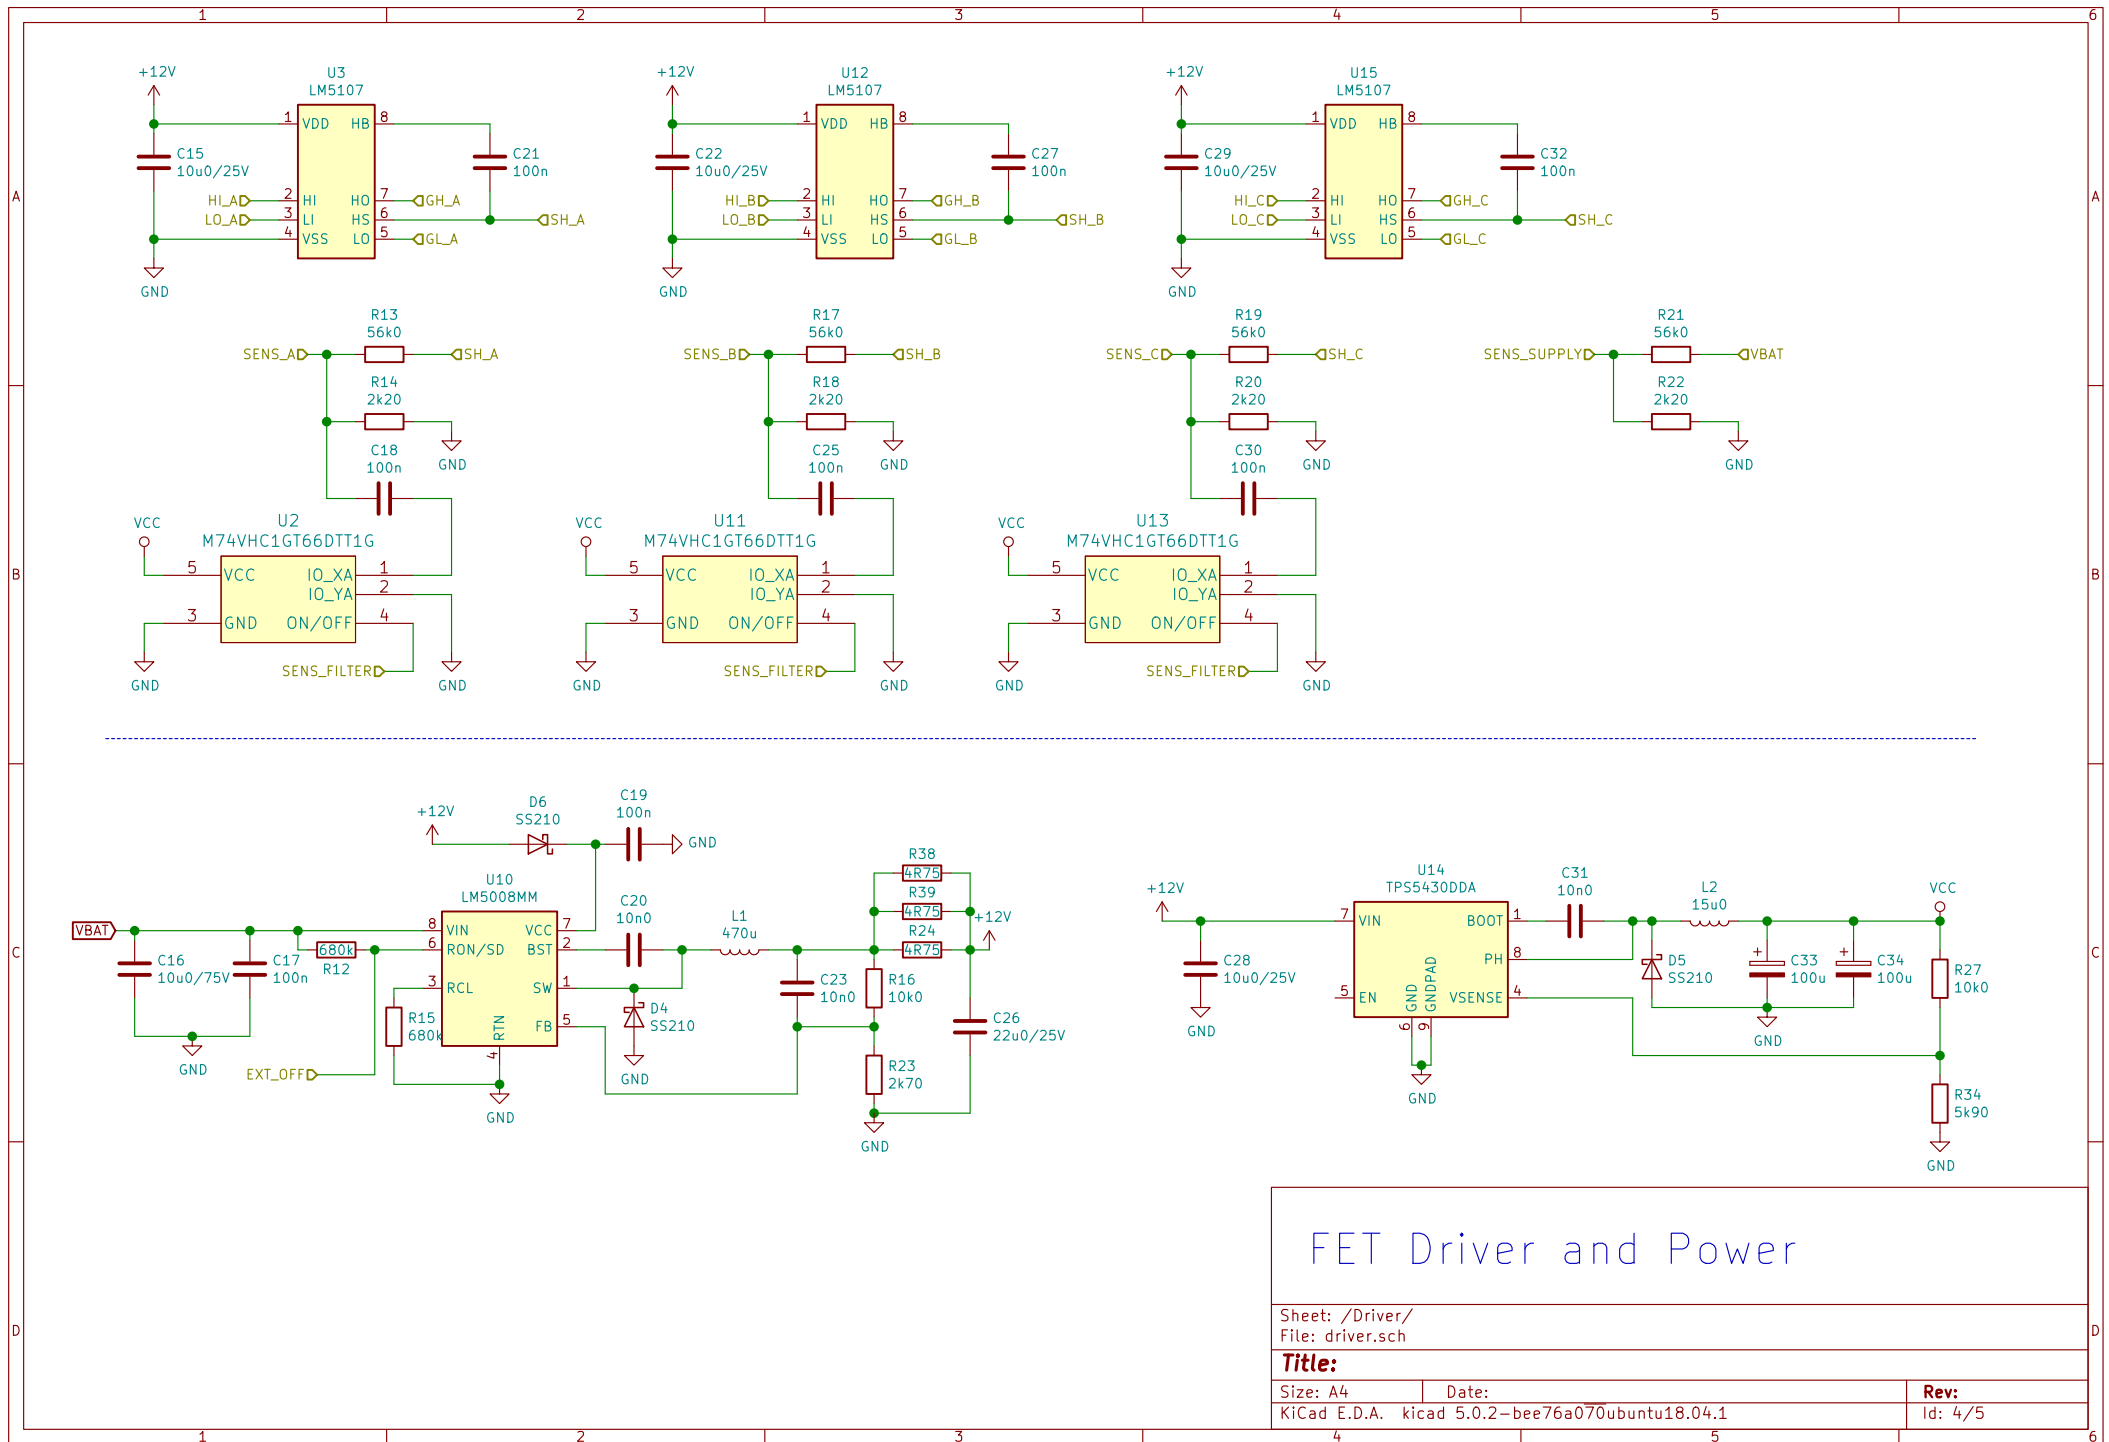 1 2 3 4 5 6
A
B
C
D
A
B
C
D
1 2 3 4 5 6
+12V
U3
LM5107
1 VDD HB 8
C15
10u0/25V
C21
100n
HI_A 2 HI HO 7 GH_A
LO_A 3 LI HS 6 SH_A
4 VSS LO 5 GL_A
GND
+12V
U12
LM5107
1 VDD HB 8
C22
10u0/25V
C27
100n
HI_B 2 HI HO 7 GH_B
LO_B 3 LI HS 6 SH_B
4 VSS LO 5 GL_B
GND
+12V
U15
LM5107
1 VDD HB 8
C29
10u0/25V
C32
100n
HI_C 2 HI HO 7 GH_C
LO_C 3 LI HS 6 SH_C
4 VSS LO 5 GL_C
GND
R13
56k0
SENS_A SH_A
R14
2k20
GND
C18
100n
VCC
U2
M74VHC1GT66DTT1G
5 VCC IO_XA 1
IO_YA 2
3 GND ON/OFF 4
SENS_FILTER
GND GND
R17
56k0
SENS_B SH_B
R18
2k20
GND
C25
100n
VCC
U11
M74VHC1GT66DTT1G
5 VCC IO_XA 1
IO_YA 2
3 GND ON/OFF 4
SENS_FILTER
GND GND
R19
56k0
SENS_C SH_C
R20
2k20
GND
C30
100n
VCC
U13
M74VHC1GT66DTT1G
5 VCC IO_XA 1
IO_YA 2
3 GND ON/OFF 4
SENS_FILTER
GND GND
R21
56k0
SENS_SUPPLY VBAT
R22
2k20
GND
+12V
D6
SS210
C19
100n
GND
U10
LM5008MM
VBAT
8 VIN VCC 7
6 RON/SD BST 2
3 RCL SW 1
RTN FB 5
4
C16
10u0/75V
C17
100n
680k
R12
R15
680k
GND
EXT_OFF
GND
C20
10n0
D4
SS210
GND
L1
470u
C23
10n0
R38
4R75
R39
4R75
R24
4R75
+12V
R16
10k0
R23
2k70
C26
22u0/25V
GND
+12V
C28
10u0/25V
GND
U14
TPS5430DDA
7 VIN BOOT 1
PH 8
5 EN VSENSE 4
GND GNDPAD
6 9
GND
C31
10n0
L2
15u0
D5
SS210
C33
100u
C34
100u
GND
VCC
R27
10k0
R34
5k90
GND
FET Driver and Power
Sheet: /Driver/
File: driver.sch
Title:
Size: A4 Date: Rev:
KiCad E.D.A. kicad 5.0.2-bee76a070ubuntu18.04.1 Id: 4/5